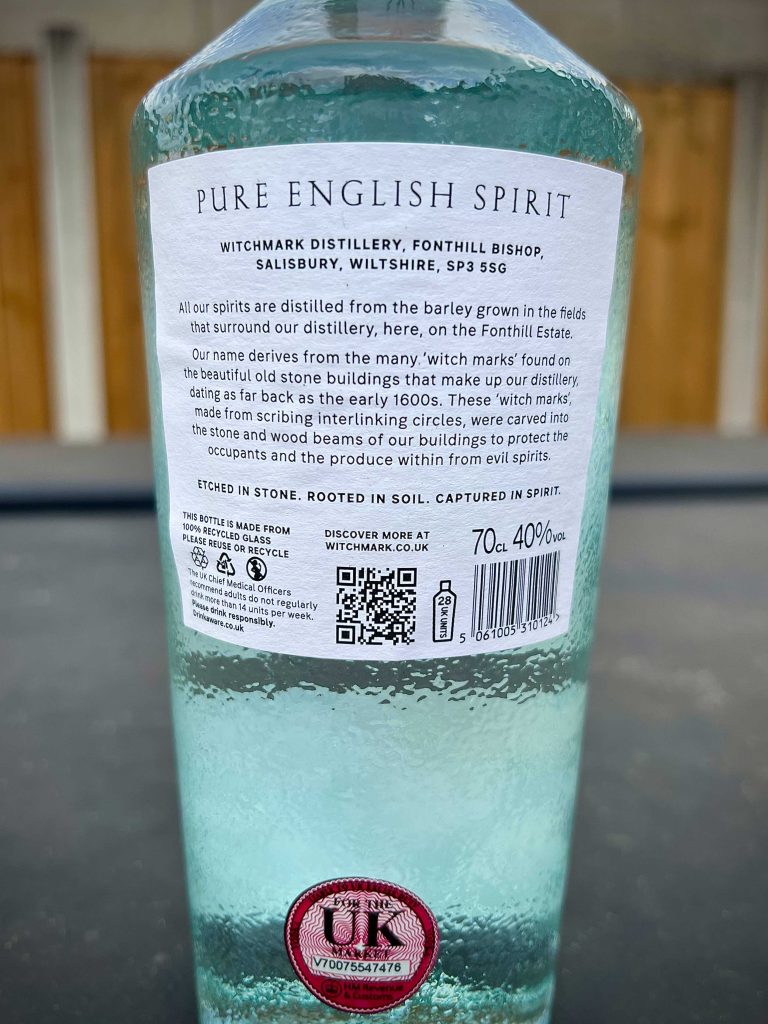 PURE ENGLISH SPIRIT
WITCHMARK DISTILLERY, FONTHILL BISHOP,
SALISBURY, WILTSHIRE, SP3 5SG
All our spirits are distilled from the barley grown in the fields
that surround our distillery, here, on the Fonthill Estate.
Our name derives from the many 'witch marks' found on
the beautiful old stone buildings that make up our distillery,
dating as far back as the early 1600s. These 'witch marks',
made from scribing interlinking circles, were carved into
the stone and wood beams of our buildings to protect the
occupants and the produce within from evil spirits.
ETCHED IN STONE. ROOTED IN SOIL. CAPTURED IN SPIRIT.
THIS BOTTLE IS MADE FROM
100% RECYCLED GLASS
PLEASE REUSE OR RECYCLE
The UK Chief Medical Officers
recommend adults do not regularly
drink more than 14 units per week.
Please drink responsibly.
drinkaware.co.uk
DISCOVER MORE AT
WITCHMARK.CO.UK
28
UK UNITS
70CL 40%VOL
5 061005 310124 >
FOR THE
UK
MARKET
V70075547476
HM Revenue
& Customs